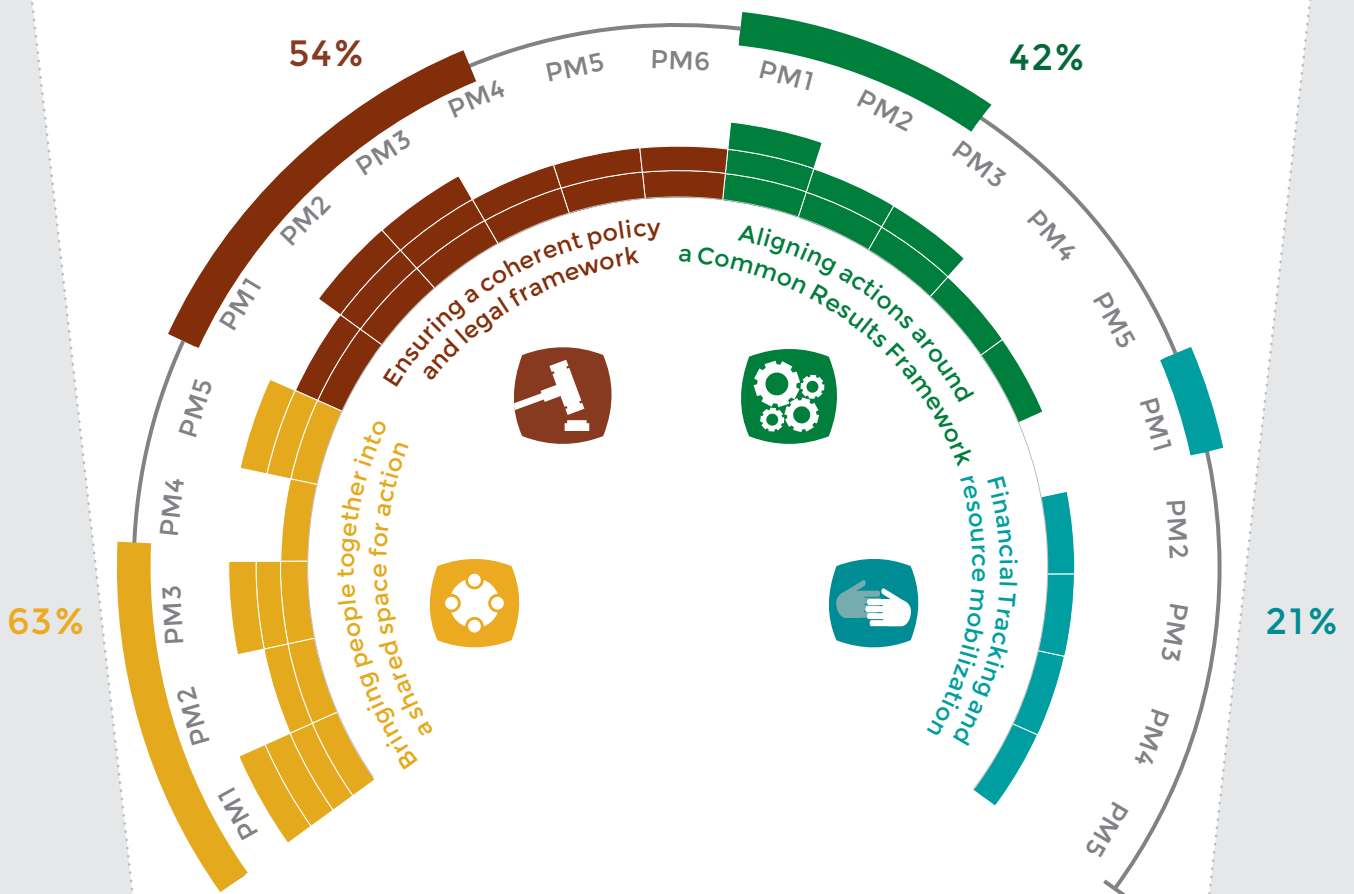 63%
PM1
PM2
PM3
PM4
PM5
Bringing people together into
a shared space for action
54%
PM1
PM2
PM3
PM4
PM5
PM6
Ensuring a coherent policy
and legal framework
42%
PM1
PM2
PM3
PM4
PM5
Aligning actions around
a Common Results Framework
21%
PM1
PM2
PM3
PM4
PM5
Financial Tracking and
resource mobilization